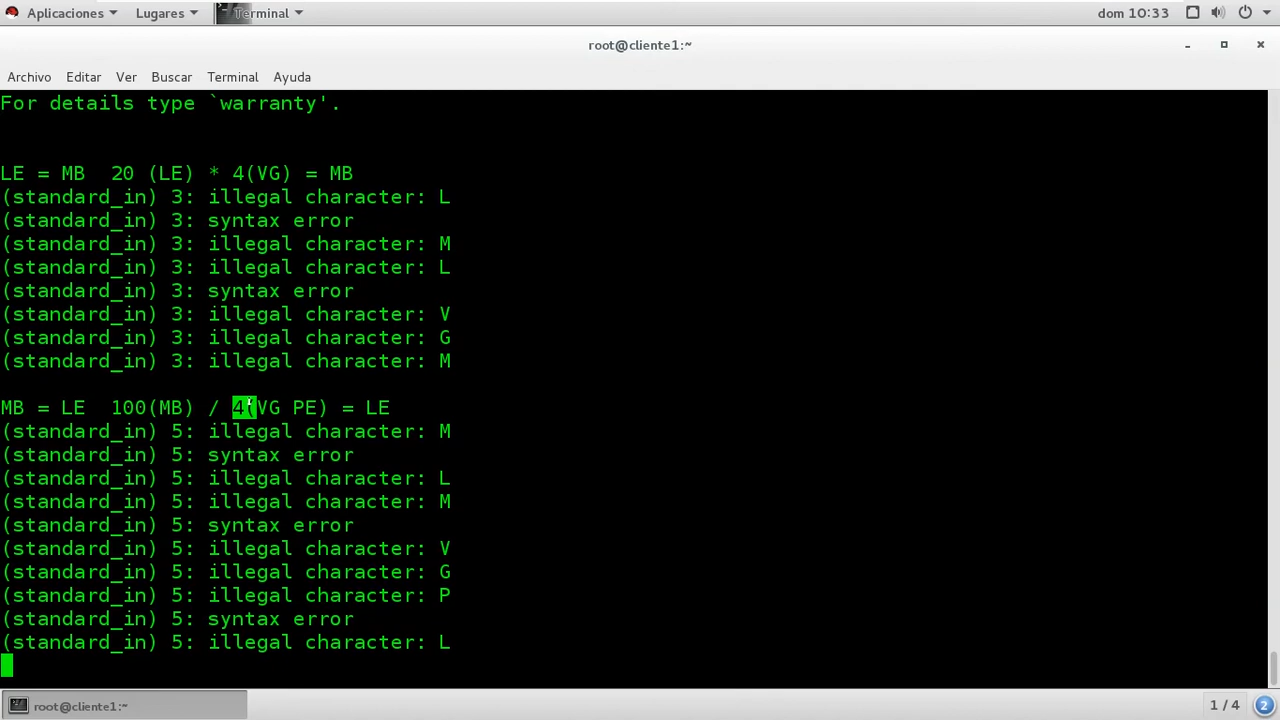 Aplicaciones Lugares Terminal dom 10:33
root@cliente1:~
Archivo Editar Ver Buscar Terminal Ayuda
For details type `warranty'.
LE = MB  20 (LE) * 4(VG) = MB
(standard_in) 3: illegal character: L
(standard_in) 3: syntax error
(standard_in) 3: illegal character: M
(standard_in) 3: illegal character: L
(standard_in) 3: syntax error
(standard_in) 3: illegal character: V
(standard_in) 3: illegal character: G
(standard_in) 3: illegal character: M
MB = LE  100(MB) / 4(VG PE) = LE
(standard_in) 5: illegal character: M
(standard_in) 5: syntax error
(standard_in) 5: illegal character: L
(standard_in) 5: illegal character: M
(standard_in) 5: syntax error
(standard_in) 5: illegal character: V
(standard_in) 5: illegal character: G
(standard_in) 5: illegal character: P
(standard_in) 5: syntax error
(standard_in) 5: illegal character: L
root@cliente1:~ 1 / 4 2